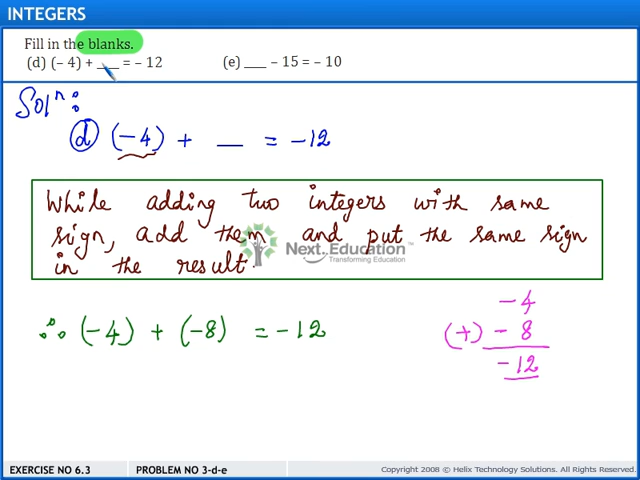 INTEGERS
Fill in the blanks.
(d) (– 4) + ___ = – 12 (e) ___ – 15 = – 10
Soln:
d (-4) + __ = -12
While adding two integers with same
sign, add them and put the same sign
in the result.
Next.Education
Transforming Education
∴ (-4) + (-8) = -12
-4
(+) - 8
-12
EXERCISE NO 6.3 PROBLEM NO 3-d-e Copyright 2008 © Helix Technology Solutions. All Rights Reserved.